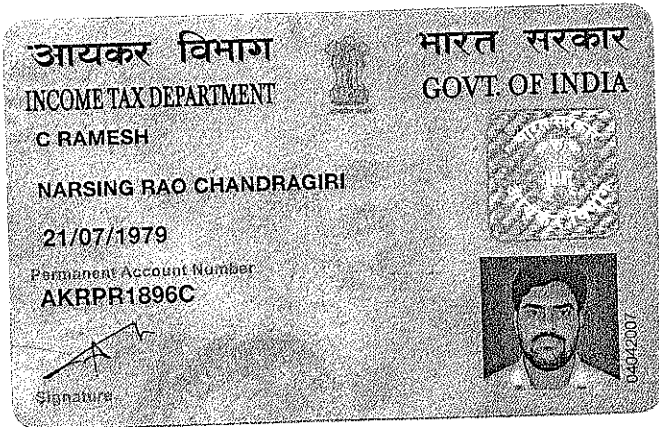 आयकर विभाग
INCOME TAX DEPARTMENT
भारत सरकार
GOVT. OF INDIA
C RAMESH
NARSING RAO CHANDRAGIRI
21/07/1979
Permanent Account Number
AKRPR1896C
Signature
04042007